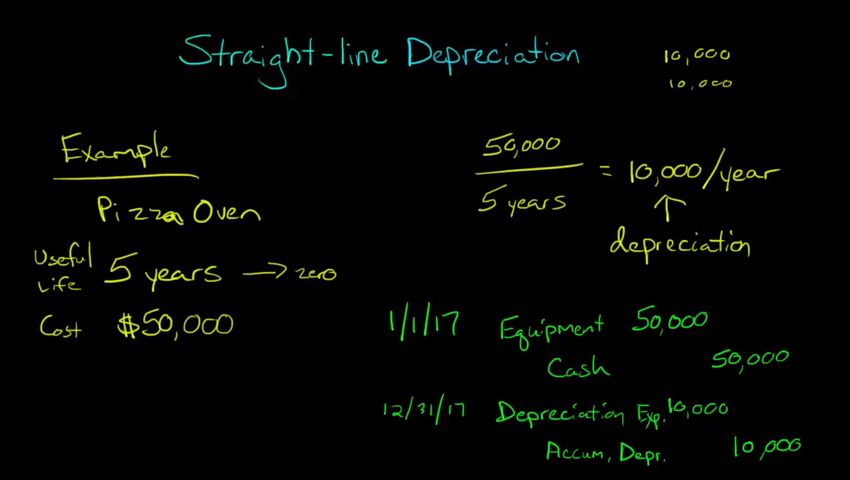 Straight-line Depreciation
10,000
10,000
Example
Pizza Oven
Useful Life 5 years → zero
Cost $50,000
50,000
5 years
= 10,000/year
depreciation
1/1/17 Equipment 50,000
Cash 50,000
12/31/17 Depreciation Exp. 10,000
Accum. Depr. 10,000